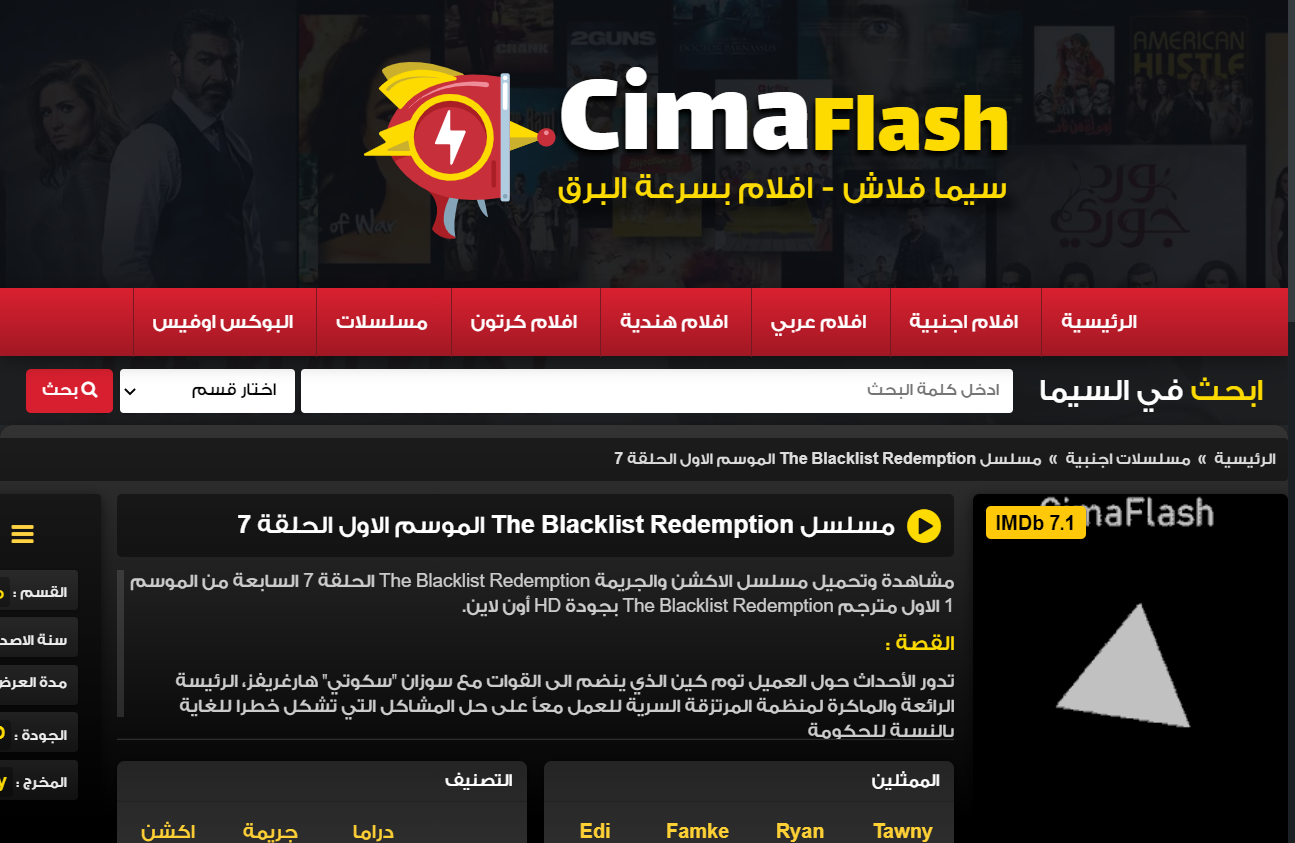 CRANK
2GUNS
AMERICAN
HUSTLE
of War
CimaFlash
سيما فلاش - افلام بسرعة البرق
الرئيسية
افلام اجنبية
افلام عربي
افلام هندية
افلام كرتون
مسلسلات
البوكس اوفيس
ابحث في السيما
ادخل كلمة البحث
اختار قسم
بحث
الرئيسية » مسلسلات اجنبية » مسلسل The Blacklist Redemption الموسم الاول الحلقة 7
CimaFlash
IMDb 7.1
مسلسل The Blacklist Redemption الموسم الاول الحلقة 7
مشاهدة وتحميل مسلسل الاكشن والجريمة The Blacklist Redemption الحلقة 7 السابعة من الموسم
1 الاول مترجم The Blacklist Redemption بجودة HD أون لاين.
القصة :
تدور الأحداث حول العميل توم كين الذي ينضم الى القوات مع سوزان "سكوتي" هارغريفز، الرئيسة
الرائعة والماكرة لمنظمة المرتزقة السرية للعمل معاً على حل المشاكل التي تشكل خطرا للغاية
بالنسبة للحكومة
الممثلين
Tawny
Ryan
Famke
Edi
التصنيف
دراما
جريمة
اكشن
القسم :
سنة الاصد
مدة العرض
الجودة :
المخرج :